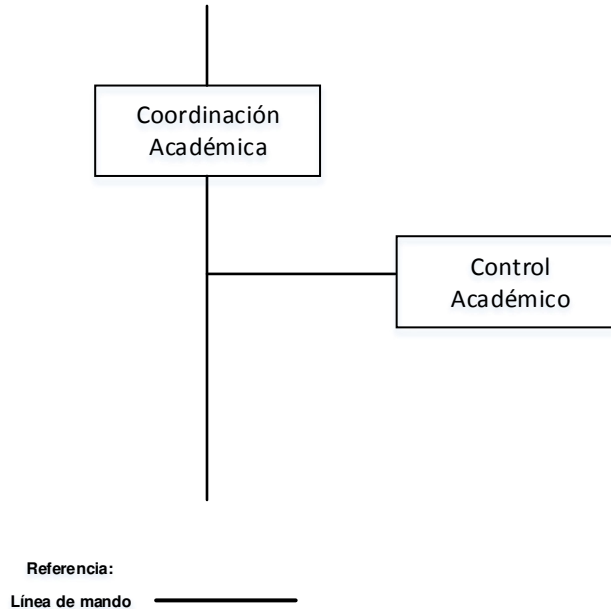 Coordinación
Académica
Control
Académico
Referencia:
Línea de mando